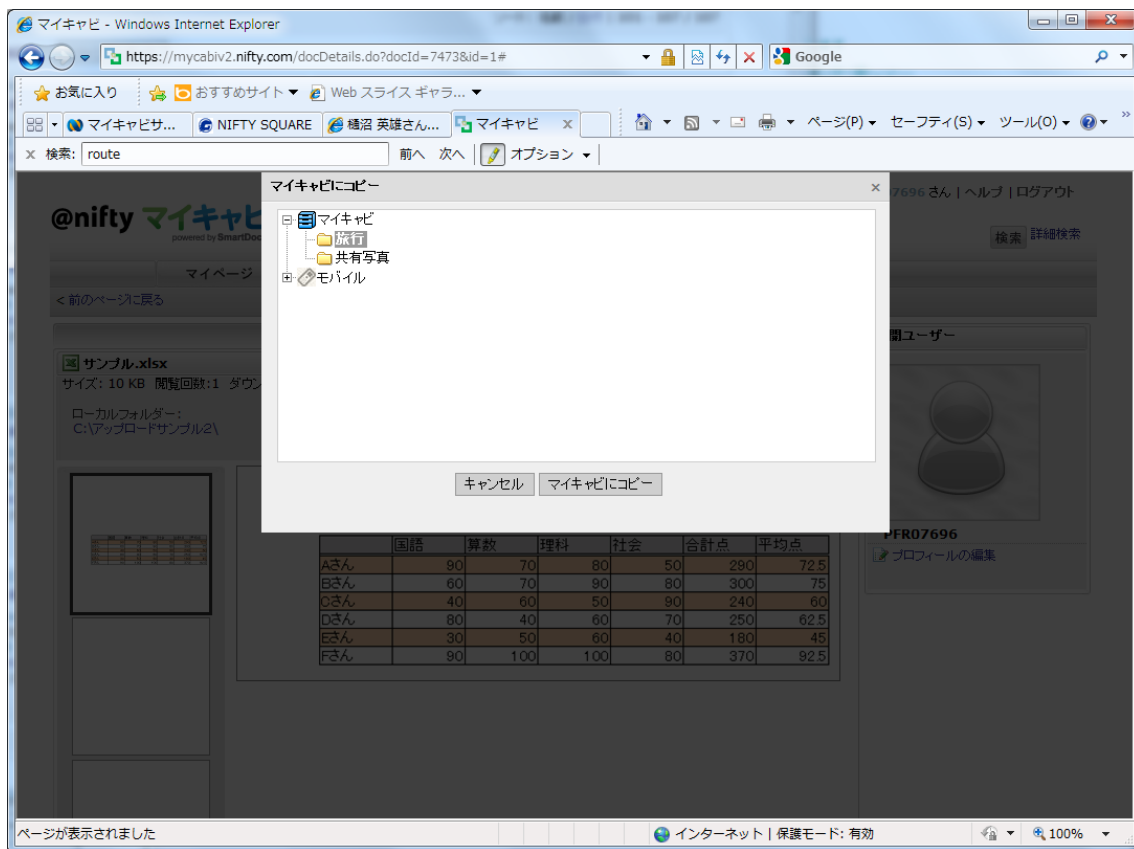 マイキャビ - Windows Internet Explorer
https://mycabiv2.nifty.com/docDetails.do?docId=7473&id=1#
Google
お気に入り おすすめサイト ▼ Web スライス ギャラ... ▼
マイキャビサ... NIFTY SQUARE 樋沼 英雄さん... マイキャビ x ページ(P) セーフティ(S) ツール(O) »
x 検索: route 前へ 次へ オプション
マイキャビにコピー ×
7696 さん | ヘルプ | ログアウト
@nifty マイキャビ
powered by SmartDoc
検索 詳細検索
マイキャビ
旅行
共有写真
モバイル
マイページ
< 前のページに戻る
開ユーザー
サンプル.xlsx
サイズ: 10 KB 閲覧回数:1 ダウン
ローカルフォルダー:
C:\アップロードサンプル2\
キャンセル マイキャビにコピー
PFR07696
プロフィールの編集
国語 算数 理科 社会 合計点 平均点
Aさん 90 70 80 50 290 72.5
Bさん 60 70 90 80 300 75
Cさん 40 60 50 90 240 60
Dさん 80 40 60 70 250 62.5
Eさん 30 50 60 40 180 45
Fさん 90 100 100 80 370 92.5
ページが表示されました インターネット | 保護モード: 有効 100%